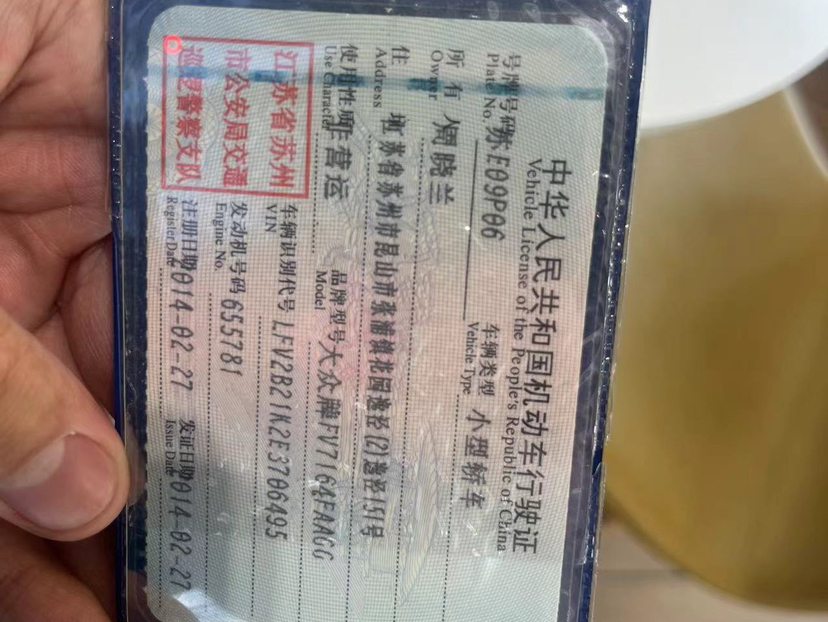 中华人民共和国机动车行驶证
Vehicle License of the People's Republic of China
号牌号码 苏E09P06 车辆类型 小型轿车
Plate No. Vehicle Type
所有人 周晓兰
Owner
住 址 江苏省苏州市昆山市张浦镇花园逸径(2)逸径151号
Address
使用性质 非营运 品牌型号 大众牌FV7164FAAGG
Use Character Model
江苏省苏州
市公安局交通
巡逻警察支队
车辆识别代号 LFV2B21K2E3706495
VIN
发动机号码 655781
Engine No.
注册日期 2014-02-27 发证日期 2014-02-27
Register Date Issue Date